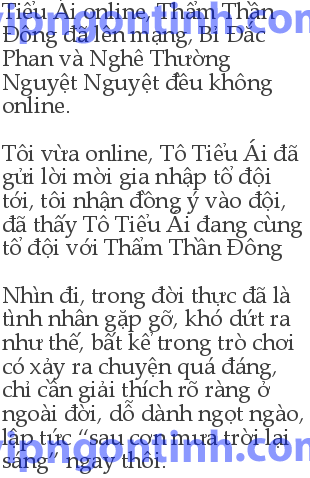 Tiểu Ái online, Thẩm Thần
Đông đã lên mạng, Bỉ Đắc
Phan và Nghê Thường
Nguyệt Nguyệt đều không
online.
Tôi vừa online, Tô Tiểu Ái đã
gửi lời mời gia nhập tổ đội
tới, tôi nhận đồng ý vào đội,
đã thấy Tô Tiểu Ái đang cùng
tổ đội với Thẩm Thần Đông
Nhìn đi, trong đời thực đã là
tình nhân gặp gỡ, khó dứt ra
như thế, bất kể trong trò chơi
có xảy ra chuyện quá đáng,
chỉ cần giải thích rõ ràng ở
ngoài đời, dỗ dành ngọt ngào,
lập tức “sau cơn mưa trời lại
sáng” ngay thôi.
vipngontinh.com
vipngontinh.com